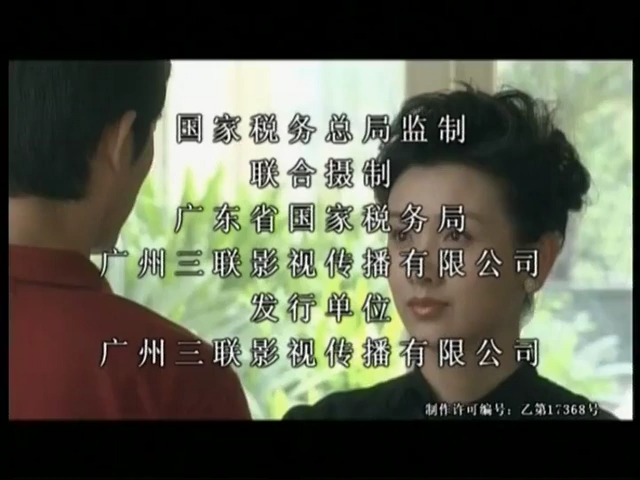 国家税务总局监制
联合摄制
广东省国家税务局
广州三联影视传播有限公司
发行单位
广州三联影视传播有限公司
制作许可编号：乙第17368号